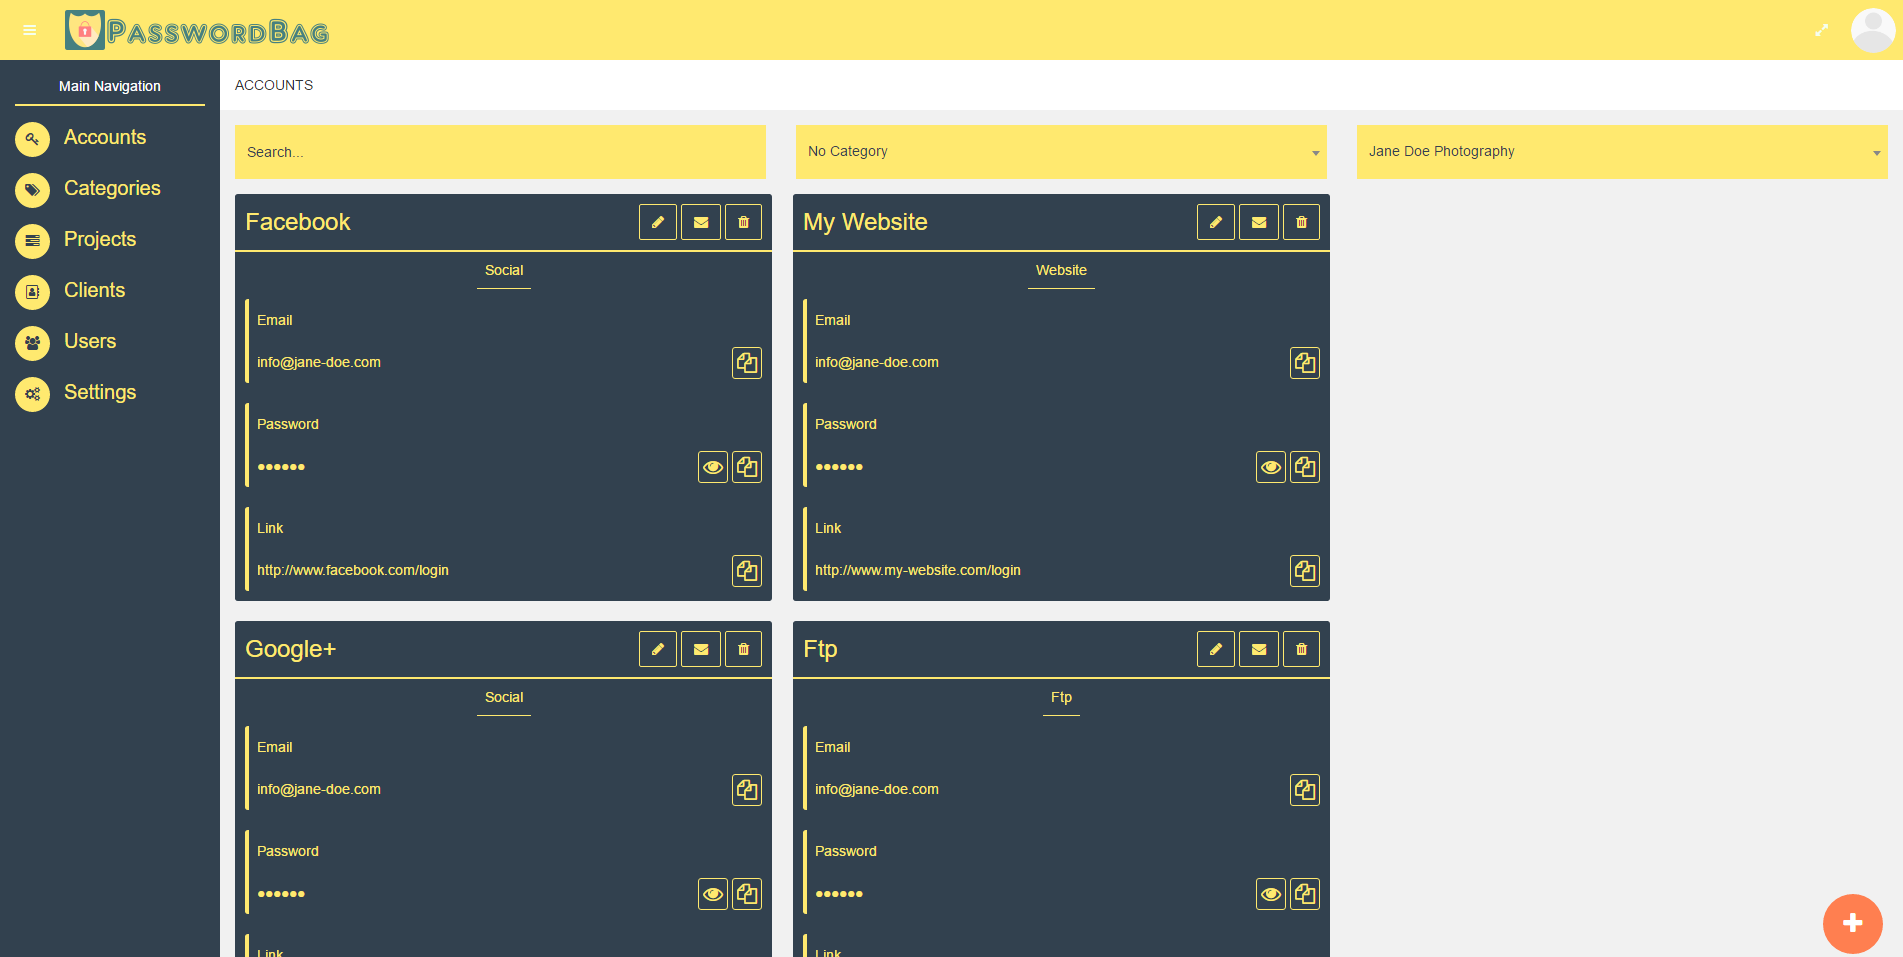 PasswordBag
Main Navigation
Accounts
Categories
Projects
Clients
Users
Settings
ACCOUNTS
Search...
No Category
Jane Doe Photography
Facebook
Social
Email
info@jane-doe.com
Password
••••••
Link
http://www.facebook.com/login
My Website
Website
Email
info@jane-doe.com
Password
••••••
Link
http://www.my-website.com/login
Google+
Social
Email
info@jane-doe.com
Password
••••••
Link
Ftp
Ftp
Email
info@jane-doe.com
Password
••••••
Link